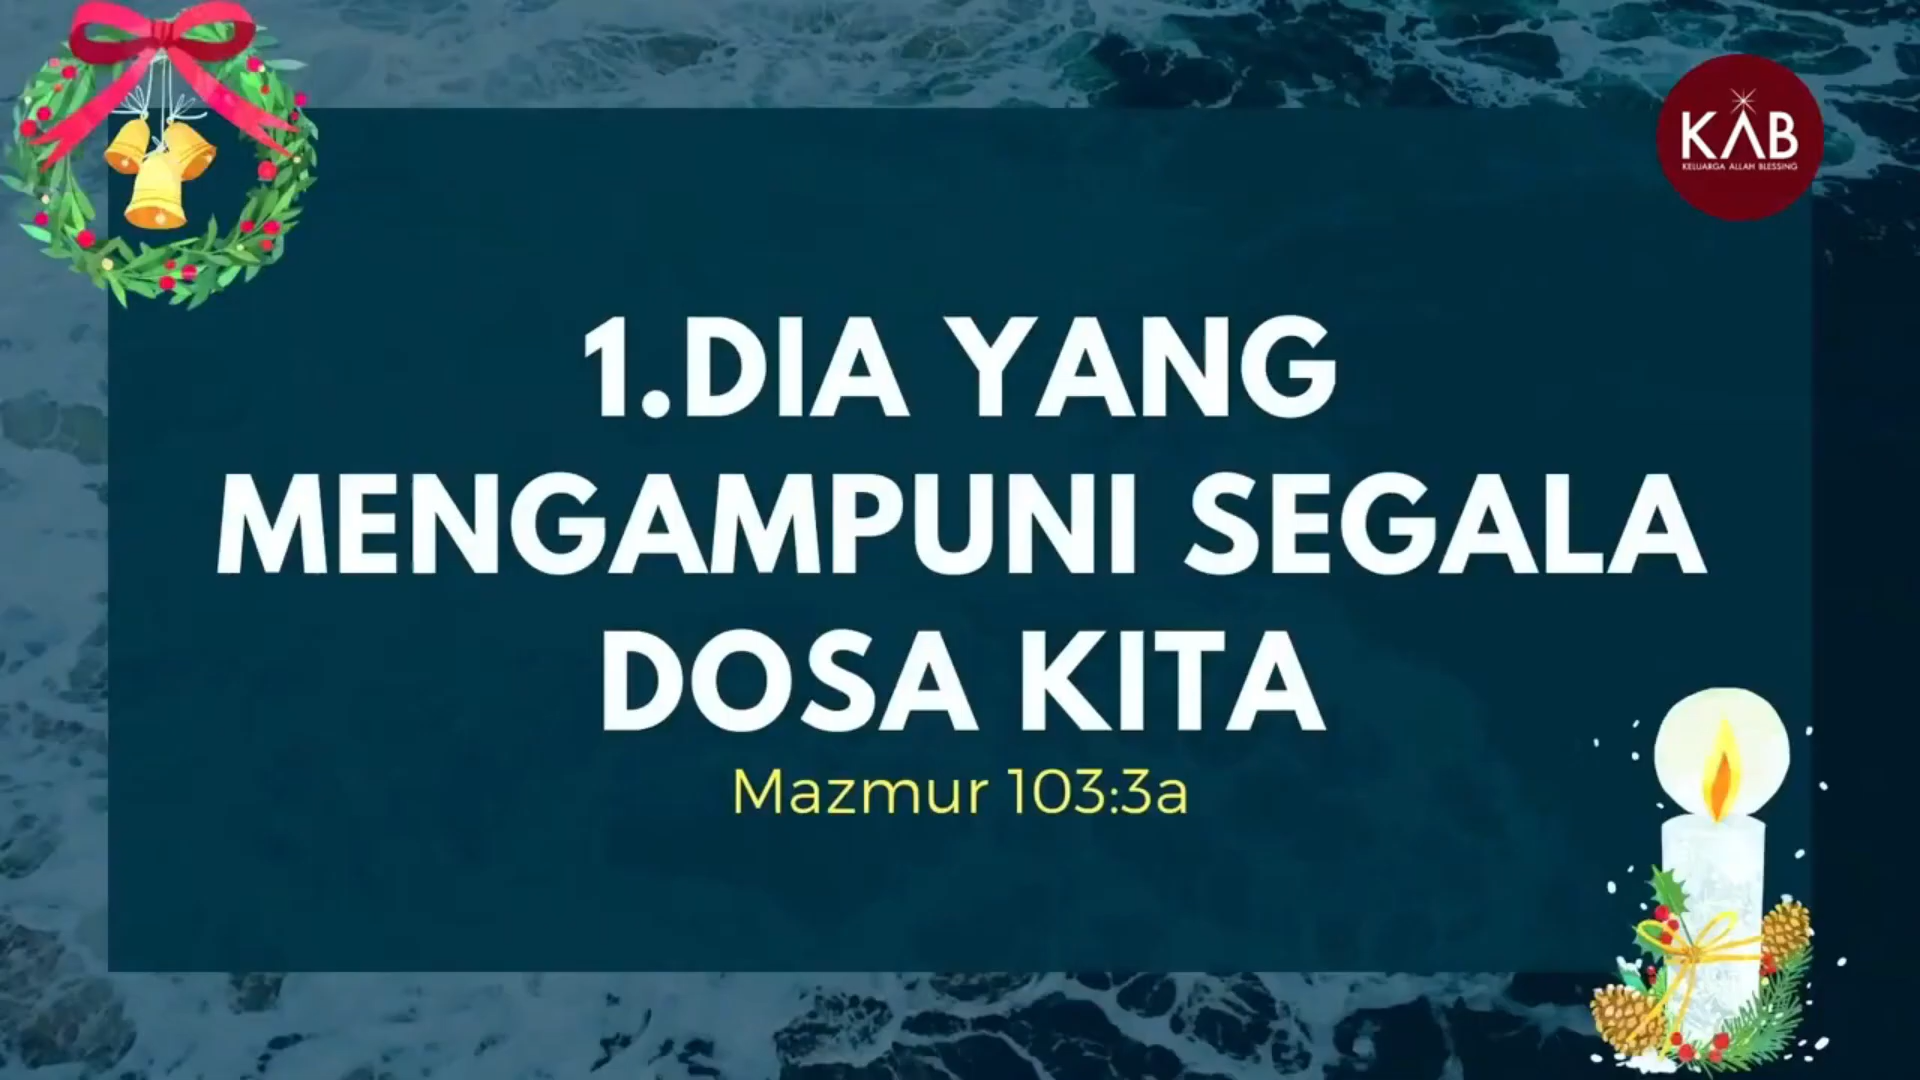 KAB
KELUARGA ALLAH BLESSING
1.DIA YANG
MENGAMPUNI SEGALA
DOSA KITA
Mazmur 103:3a